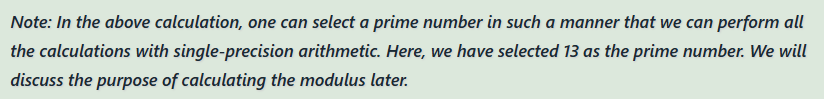 Note: In the above calculation, one can select a prime number in such a manner that we can perform all
the calculations with single-precision arithmetic. Here, we have selected 13 as the prime number. We will
discuss the purpose of calculating the modulus later.